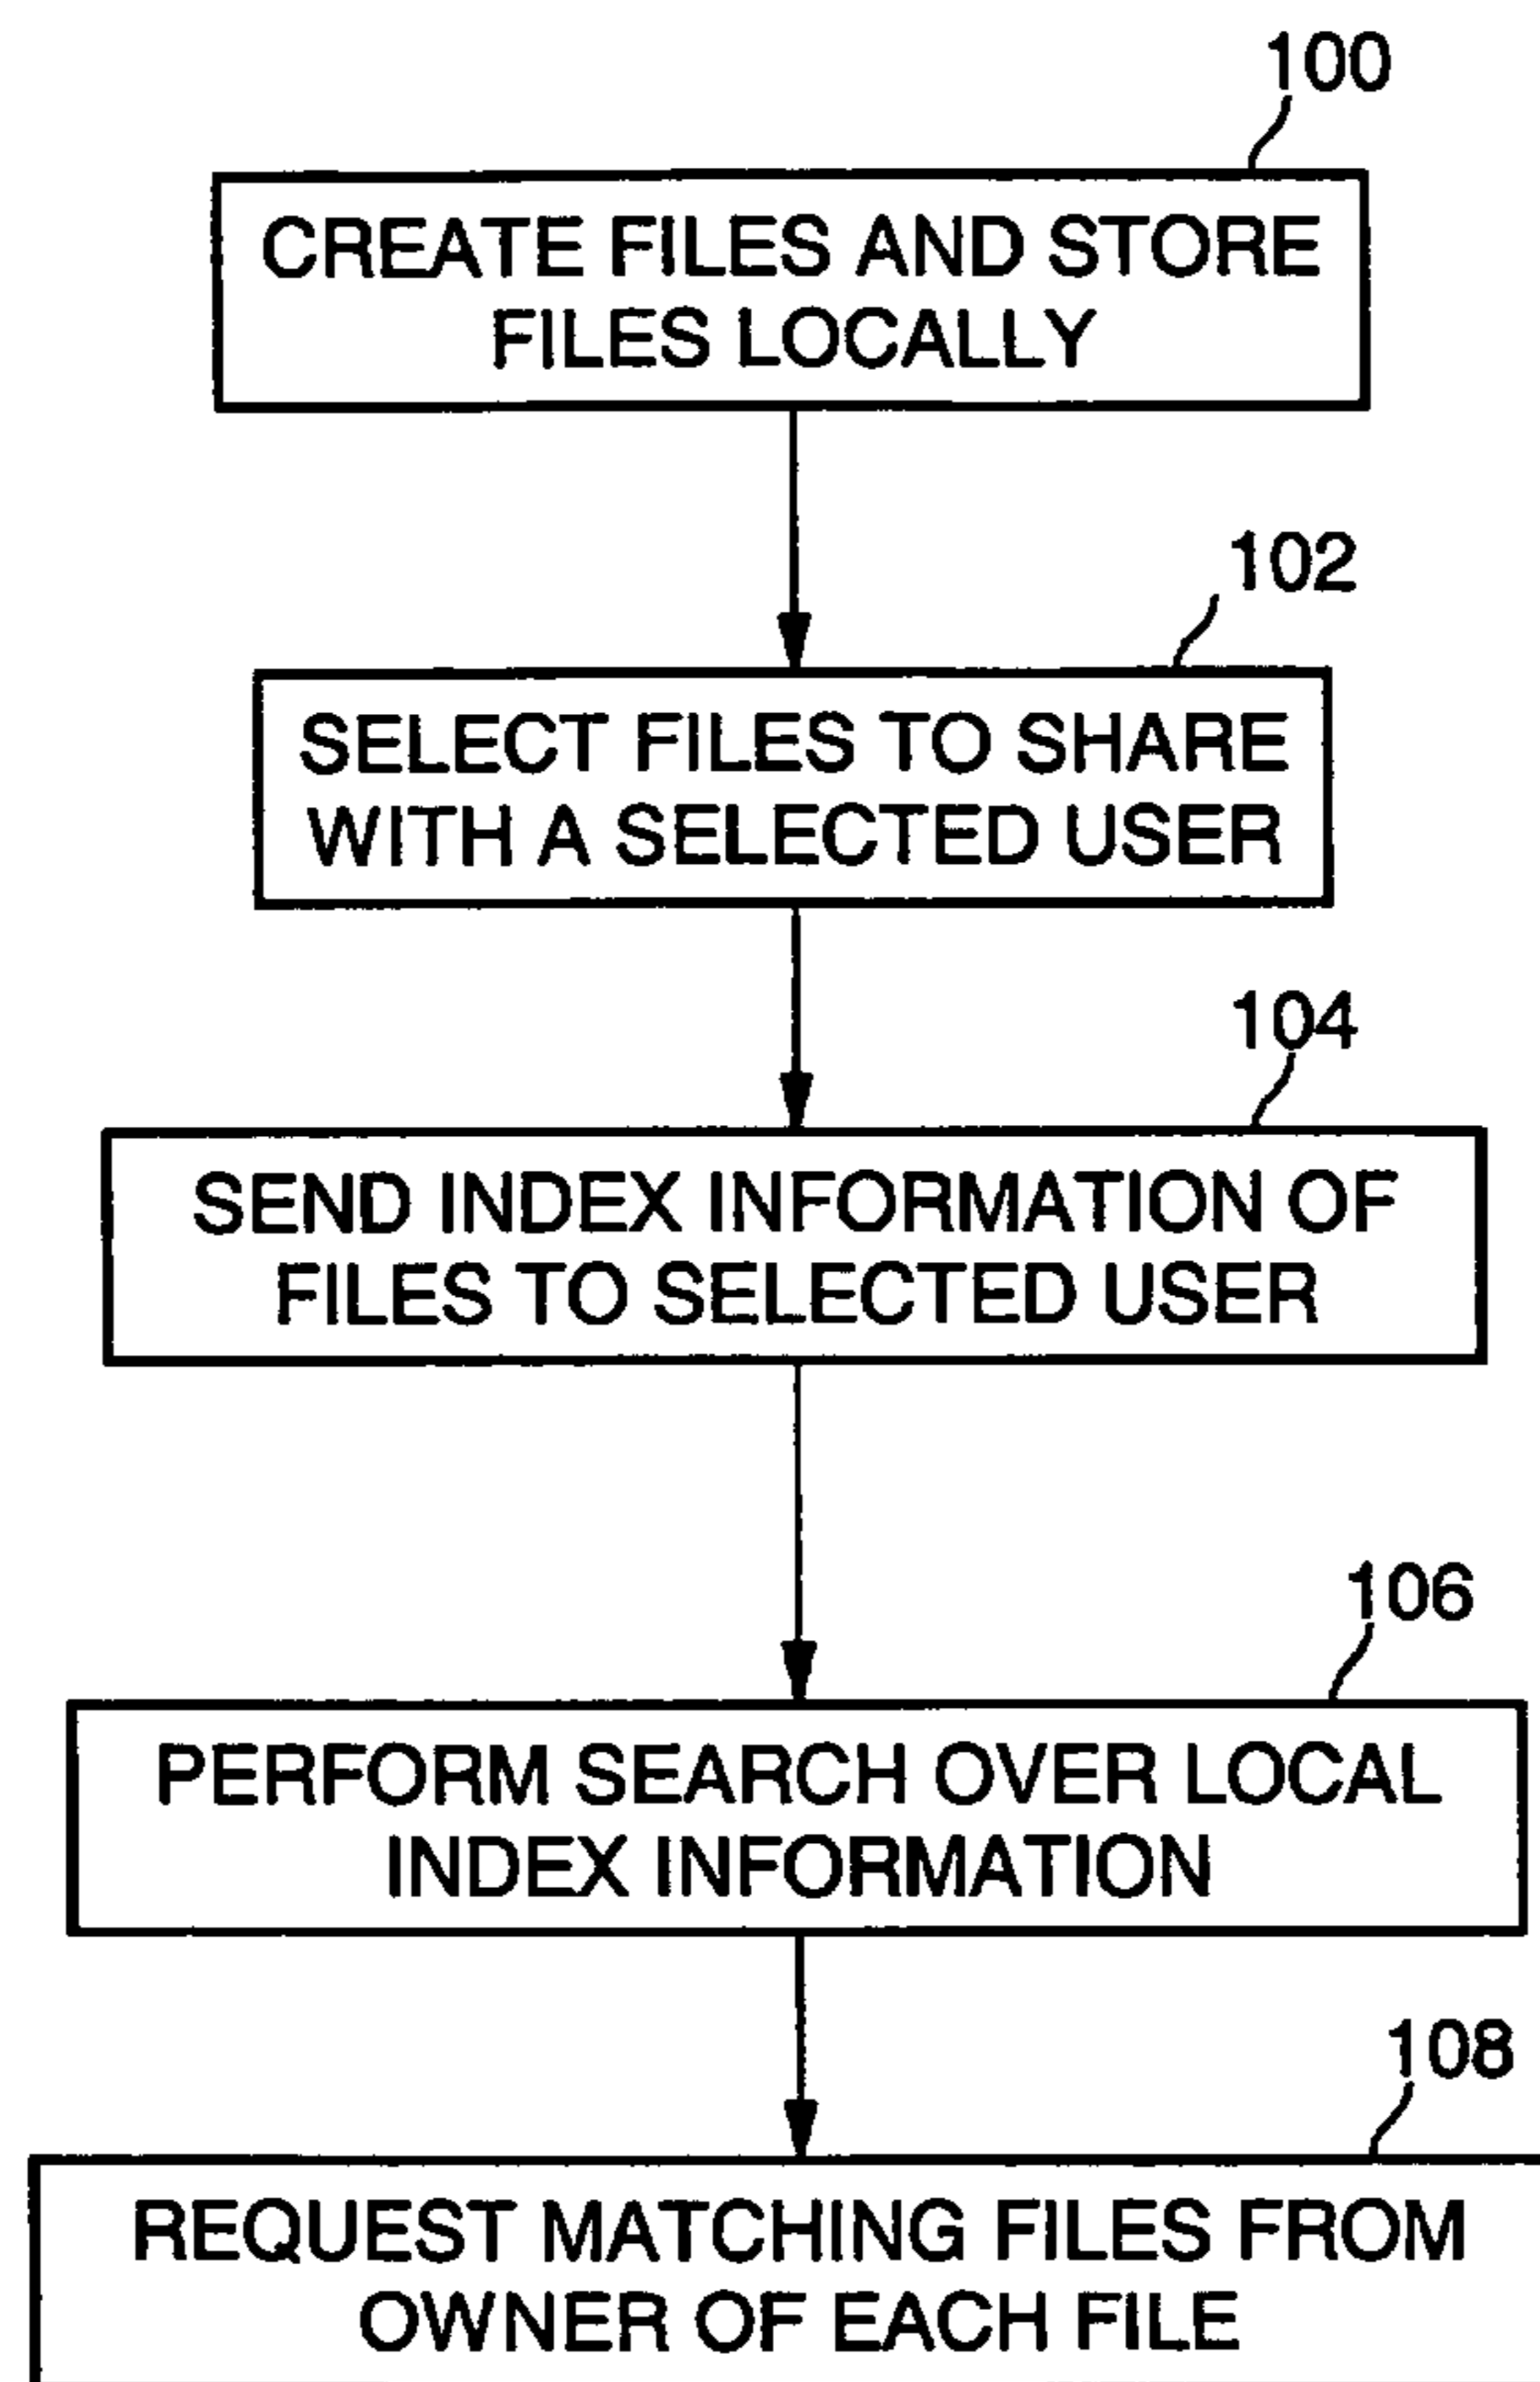 100
CREATE FILES AND STORE
FILES LOCALLY
102
SELECT FILES TO SHARE
WITH A SELECTED USER
104
SEND INDEX INFORMATION OF
FILES TO SELECTED USER
106
PERFORM SEARCH OVER LOCAL
INDEX INFORMATION
108
REQUEST MATCHING FILES FROM
OWNER OF EACH FILE